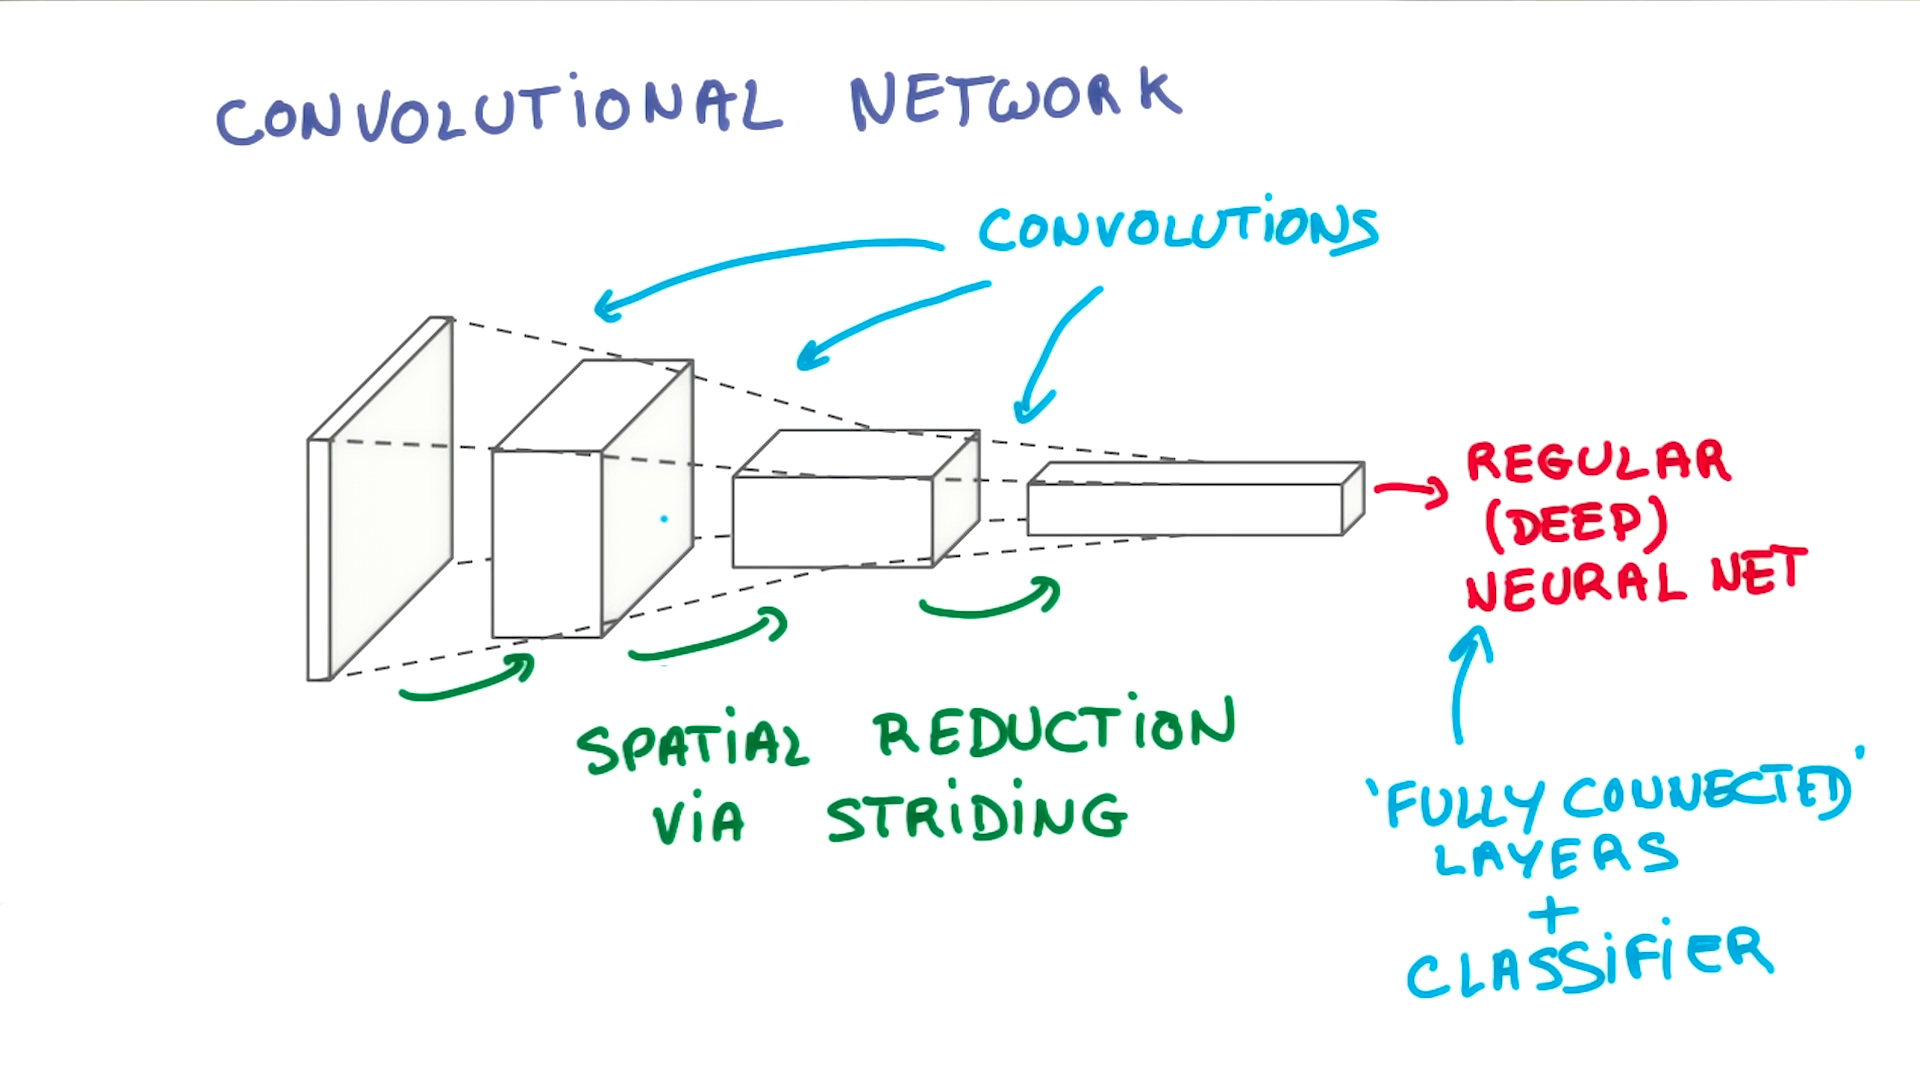 CONVOLUTIONAL NETWORK
CONVOLUTIONS
REGULAR
(DEEP)
NEURAL NET
SPATIAL REDUCTION
VIA STRIDING
'FULLY CONNECTED'
LAYERS
+
CLASSIFIER